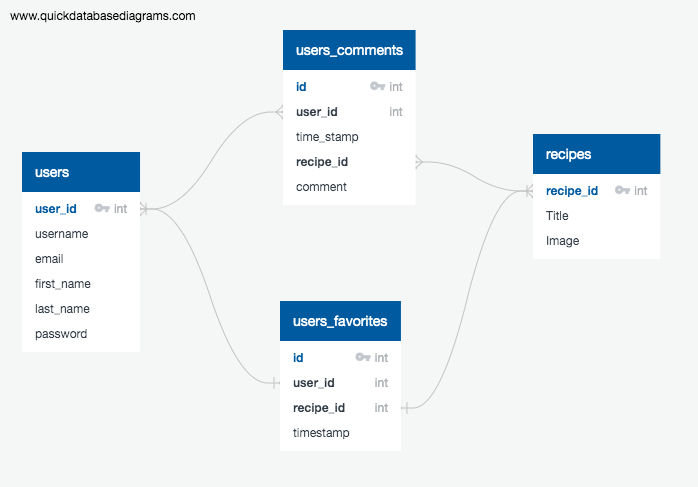 www.quickdatabasediagrams.com
users_comments
id int
user_id int
time_stamp
recipe_id
comment
users
user_id int
username
email
first_name
last_name
password
recipes
recipe_id int
Title
Image
users_favorites
id int
user_id int
recipe_id int
timestamp